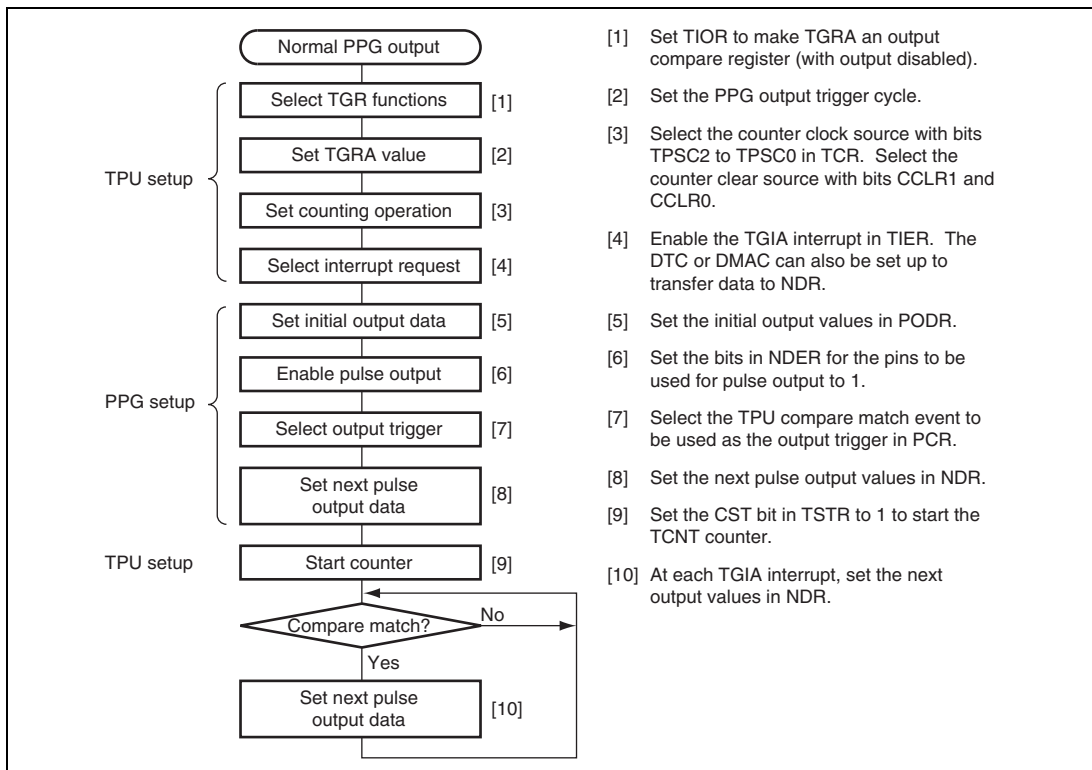 Normal PPG output
TPU setup
Select TGR functions [1]
Set TGRA value [2]
Set counting operation [3]
Select interrupt request [4]
PPG setup
Set initial output data [5]
Enable pulse output [6]
Select output trigger [7]
Set next pulse
output data
[8]
TPU setup
Start counter [9]
Compare match?
No
Yes
Set next pulse
output data
[10]
[1] Set TIOR to make TGRA an output
compare register (with output disabled).
[2] Set the PPG output trigger cycle.
[3] Select the counter clock source with bits
TPSC2 to TPSC0 in TCR. Select the
counter clear source with bits CCLR1 and
CCLR0.
[4] Enable the TGIA interrupt in TIER. The
DTC or DMAC can also be set up to
transfer data to NDR.
[5] Set the initial output values in PODR.
[6] Set the bits in NDER for the pins to be
used for pulse output to 1.
[7] Select the TPU compare match event to
be used as the output trigger in PCR.
[8] Set the next pulse output values in NDR.
[9] Set the CST bit in TSTR to 1 to start the
TCNT counter.
[10] At each TGIA interrupt, set the next
output values in NDR.